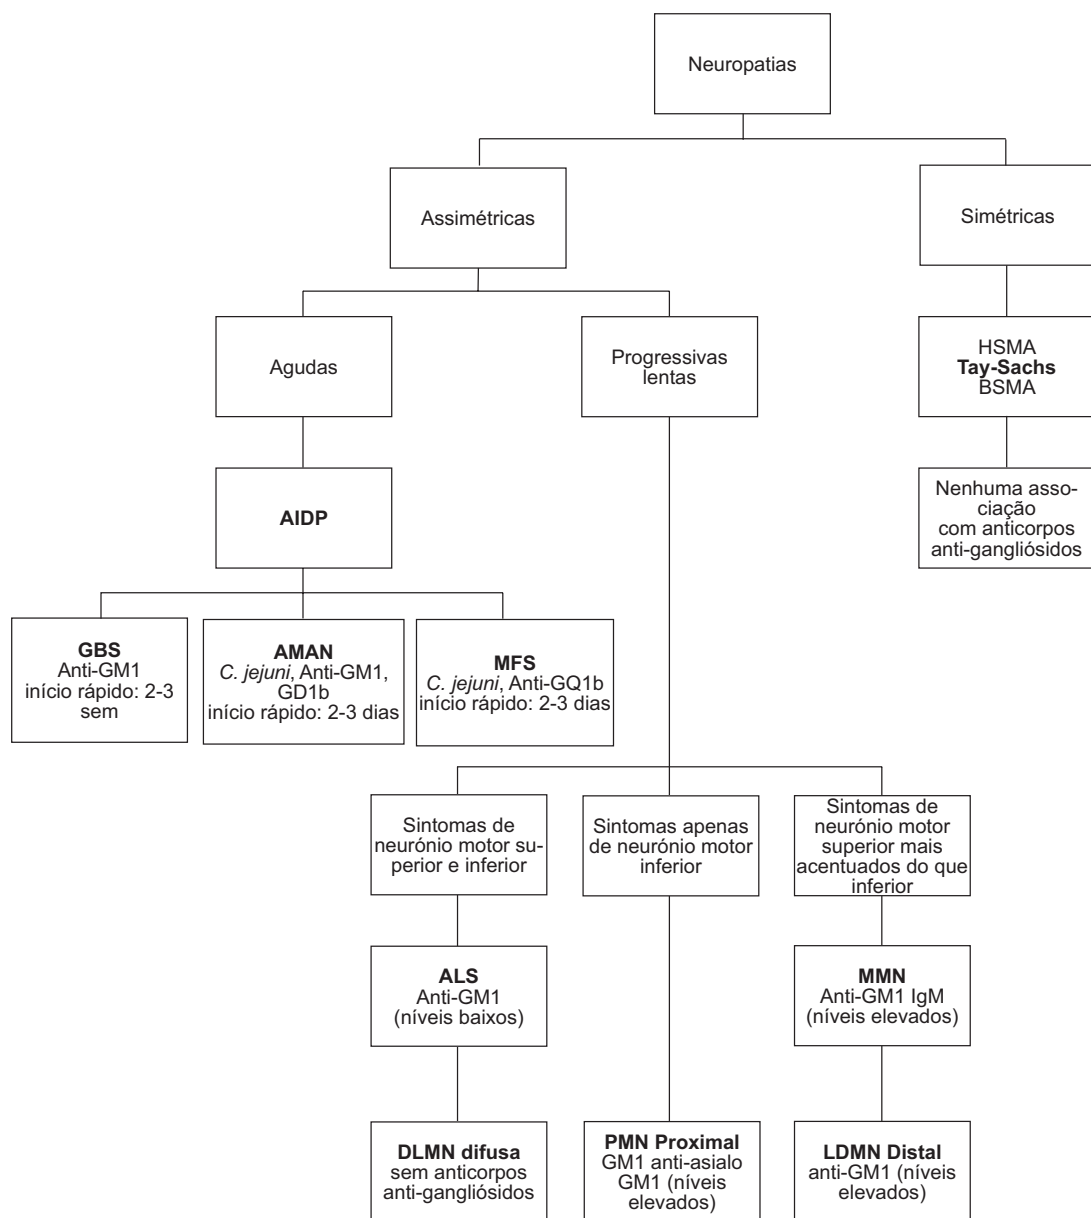 Neuropatias
Assimétricas
Simétricas
Agudas
Progressivas
lentas
HSMA
Tay-Sachs
BSMA
AIDP
Nenhuma asso-
ciação
com anticorpos
anti-gangliósidos
GBS
Anti-GM1
início rápido: 2-3
sem
AMAN
C. jejuni, Anti-GM1,
GD1b
início rápido: 2-3 dias
MFS
C. jejuni, Anti-GQ1b
início rápido: 2-3 dias
Sintomas de
neurónio motor su-
perior e inferior
Sintomas apenas
de neurónio motor
inferior
Sintomas de
neurónio motor
superior mais
acentuados do que
inferior
ALS
Anti-GM1
(níveis baixos)
MMN
Anti-GM1 IgM
(níveis elevados)
DLMN difusa
sem anticorpos
anti-gangliósidos
PMN Proximal
GM1 anti-asialo
GM1 (níveis
elevados)
LDMN Distal
anti-GM1 (níveis
elevados)